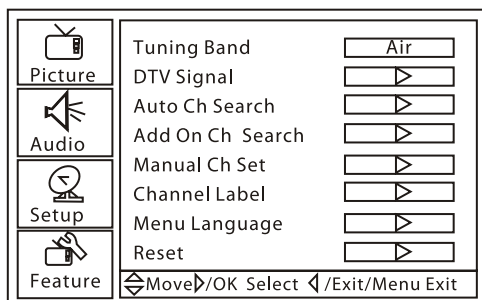 Picture
Audio
Setup
Feature
Tuning Band Air
DTV Signal
Auto Ch Search
Add On Ch Search
Manual Ch Set
Channel Label
Menu Language
Reset
Move /OK Select /Exit/Menu Exit